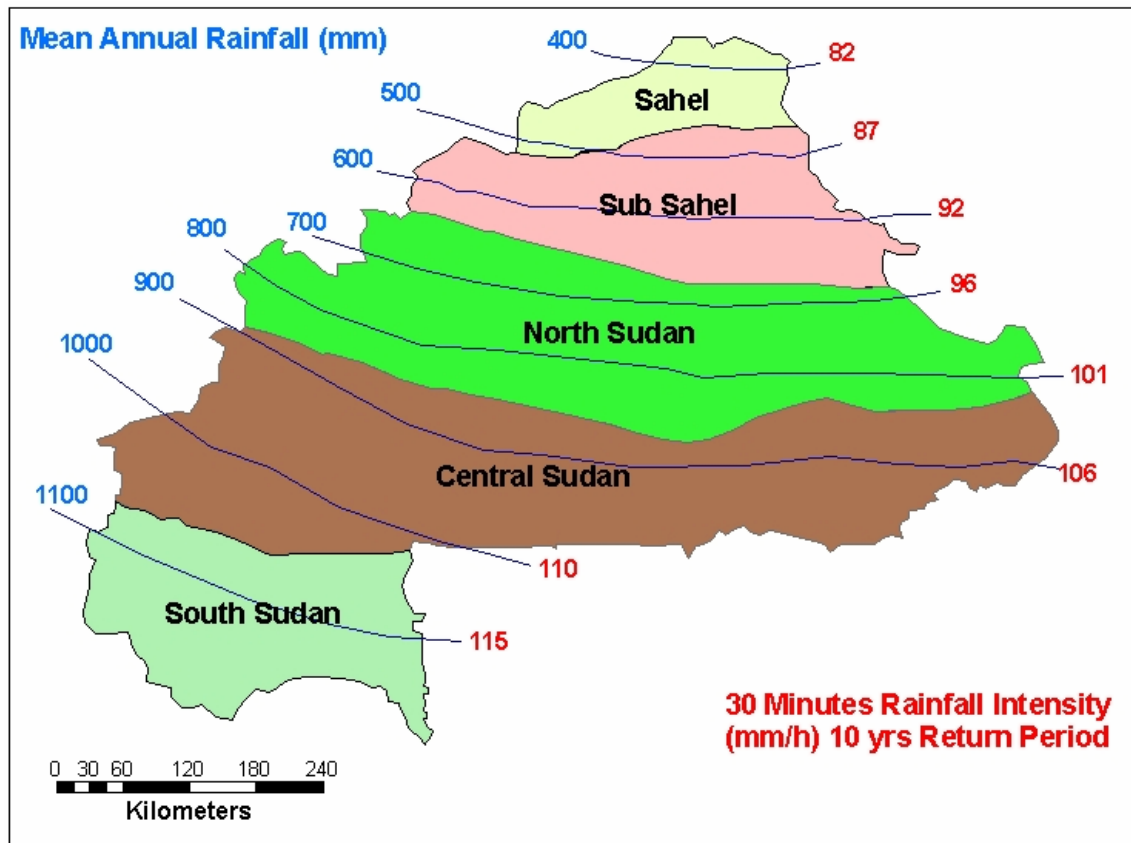 Mean Annual Rainfall (mm)
400
82
500
Sahel
87
600
Sub Sahel
92
700
800
96
900
North Sudan
1000
101
Central Sudan
106
1100
110
South Sudan
115
30 Minutes Rainfall Intensity
(mm/h) 10 yrs Return Period
0 30 60 120 180 240
Kilometers